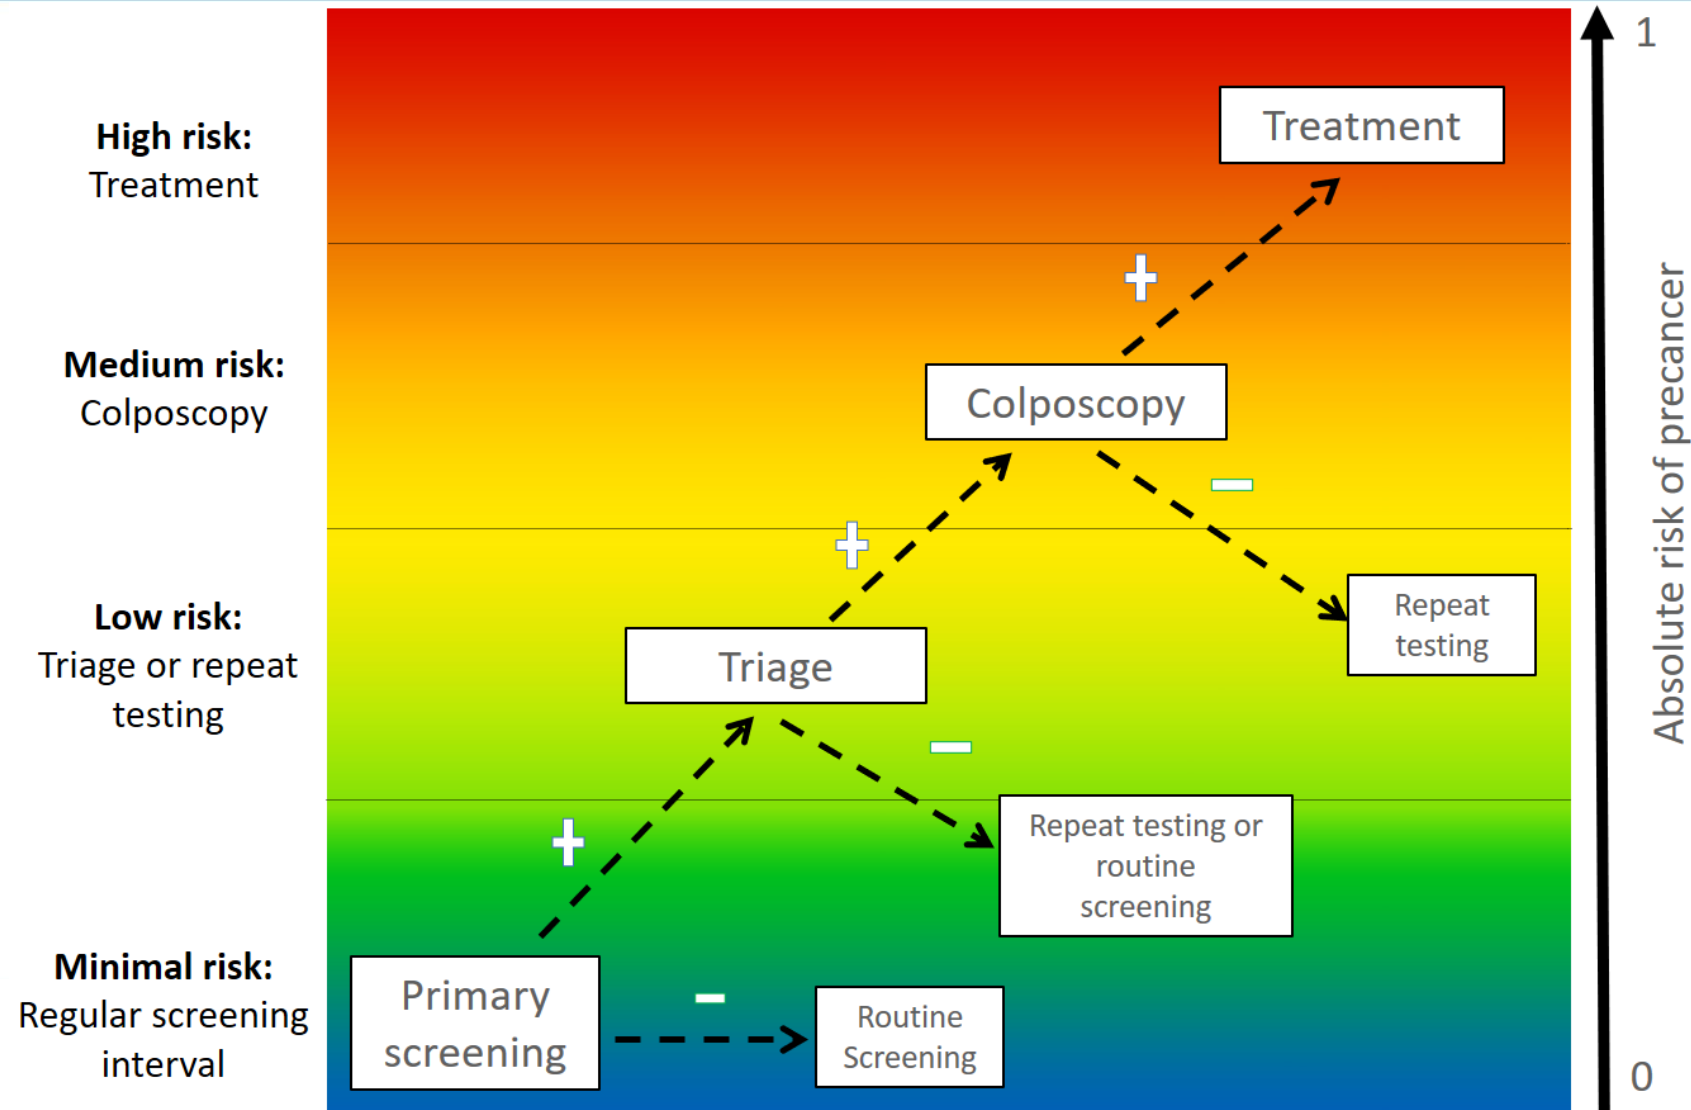 High risk:
Treatment
Medium risk:
Colposcopy
Low risk:
Triage or repeat
testing
Minimal risk:
Regular screening
interval
Treatment
Colposcopy
Repeat
testing
Triage
Repeat testing or
routine
screening
Primary
screening
Routine
Screening
+
+
+
−
−
−
1
Absolute risk of precancer
0